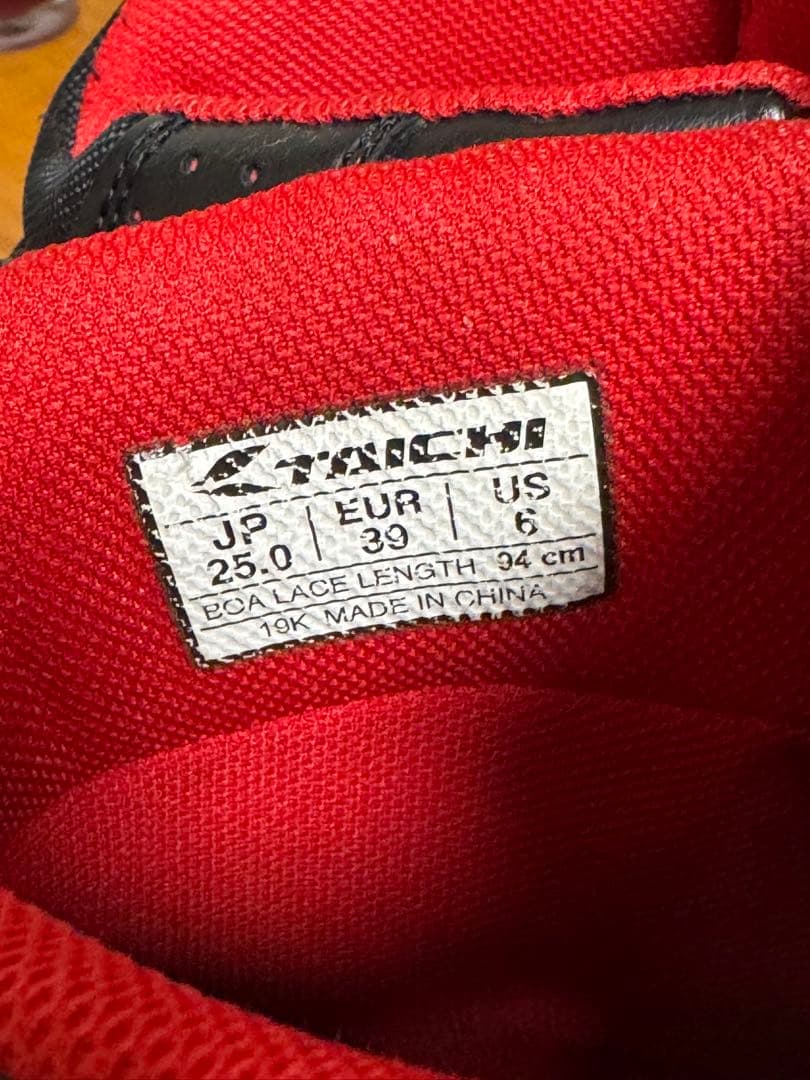 TAICHI
JP | EUR | US
25.0 | 39 | 6
BOA LACE LENGTH 94 cm
19K MADE IN CHINA